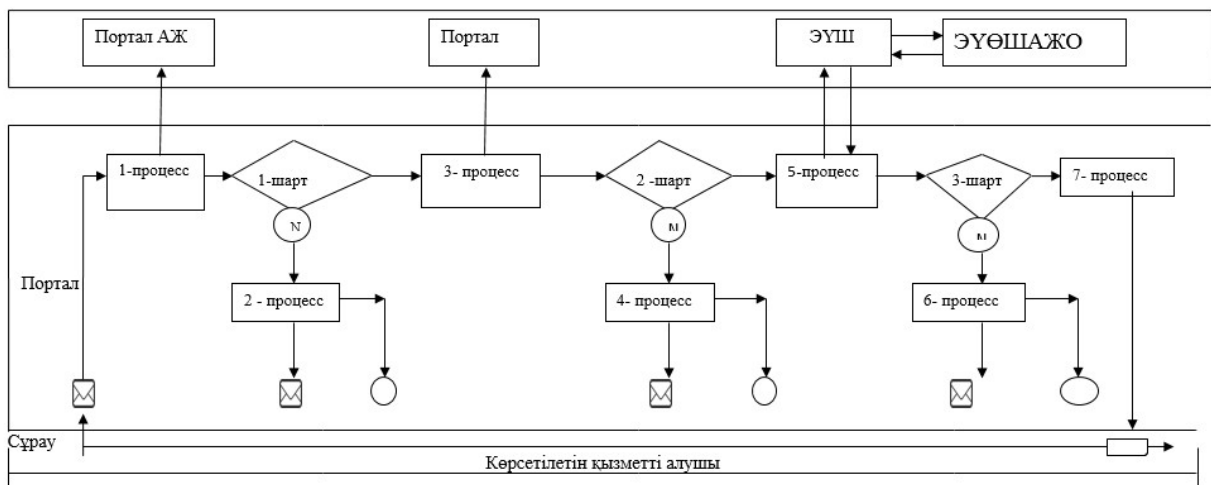 Портал АЖ
Портал
ЭҮШ
ЭҮӨШАЖО
1-процесс
1-шарт
3- процесс
2 -шарт
5-процесс
3-шарт
7- процесс
N
N
N
Портал
2 - процесс
4- процесс
6- процесс
Сұрау
Көрсетілетін қызметті алушы